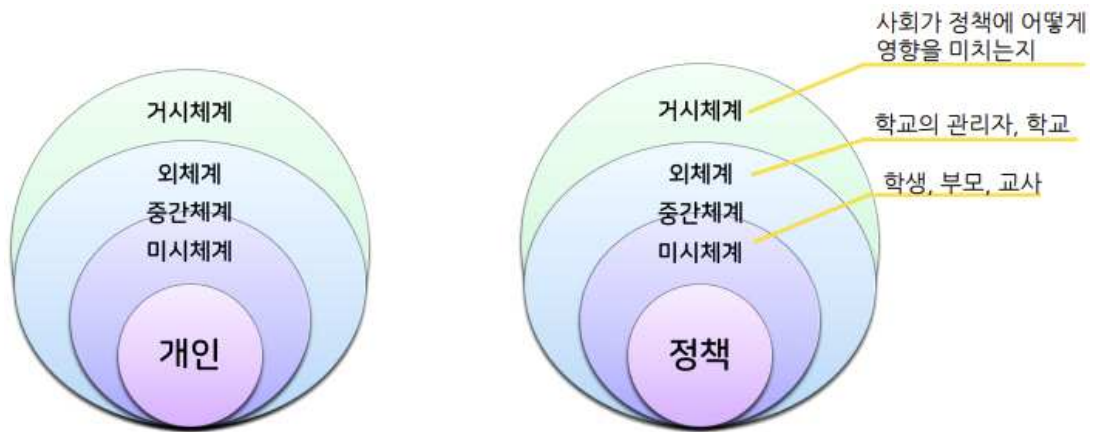 거시체계
외체계
중간체계
미시체계
개인
사회가 정책에 어떻게
영향을 미치는지
거시체계
학교의 관리자, 학교
외체계
학생, 부모, 교사
중간체계
미시체계
정책